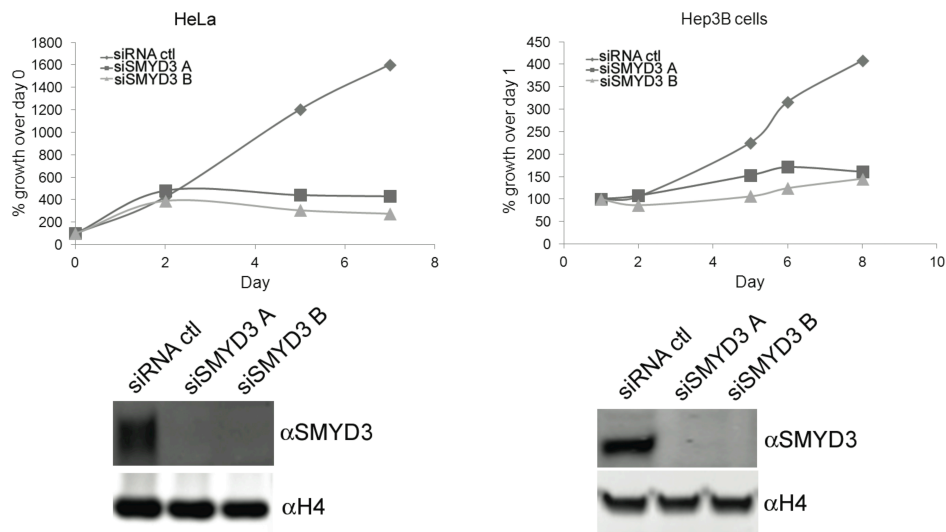 HeLa
% growth over day 0
1800
1600
1400
1200
1000
800
600
400
200
0
siRNA ctl
siSMYD3 A
siSMYD3 B
0 2 4 6 8
Day
Hep3B cells
% growth over day 1
450
400
350
300
250
200
150
100
50
0
siRNA ctl
siSMYD3 A
siSMYD3 B
0 2 4 6 8 10
Day
siRNA ctl
siSMYD3 A
siSMYD3 B
αSMYD3
αH4
siRNA ctl
siSMYD3 A
siSMYD3 B
αSMYD3
αH4